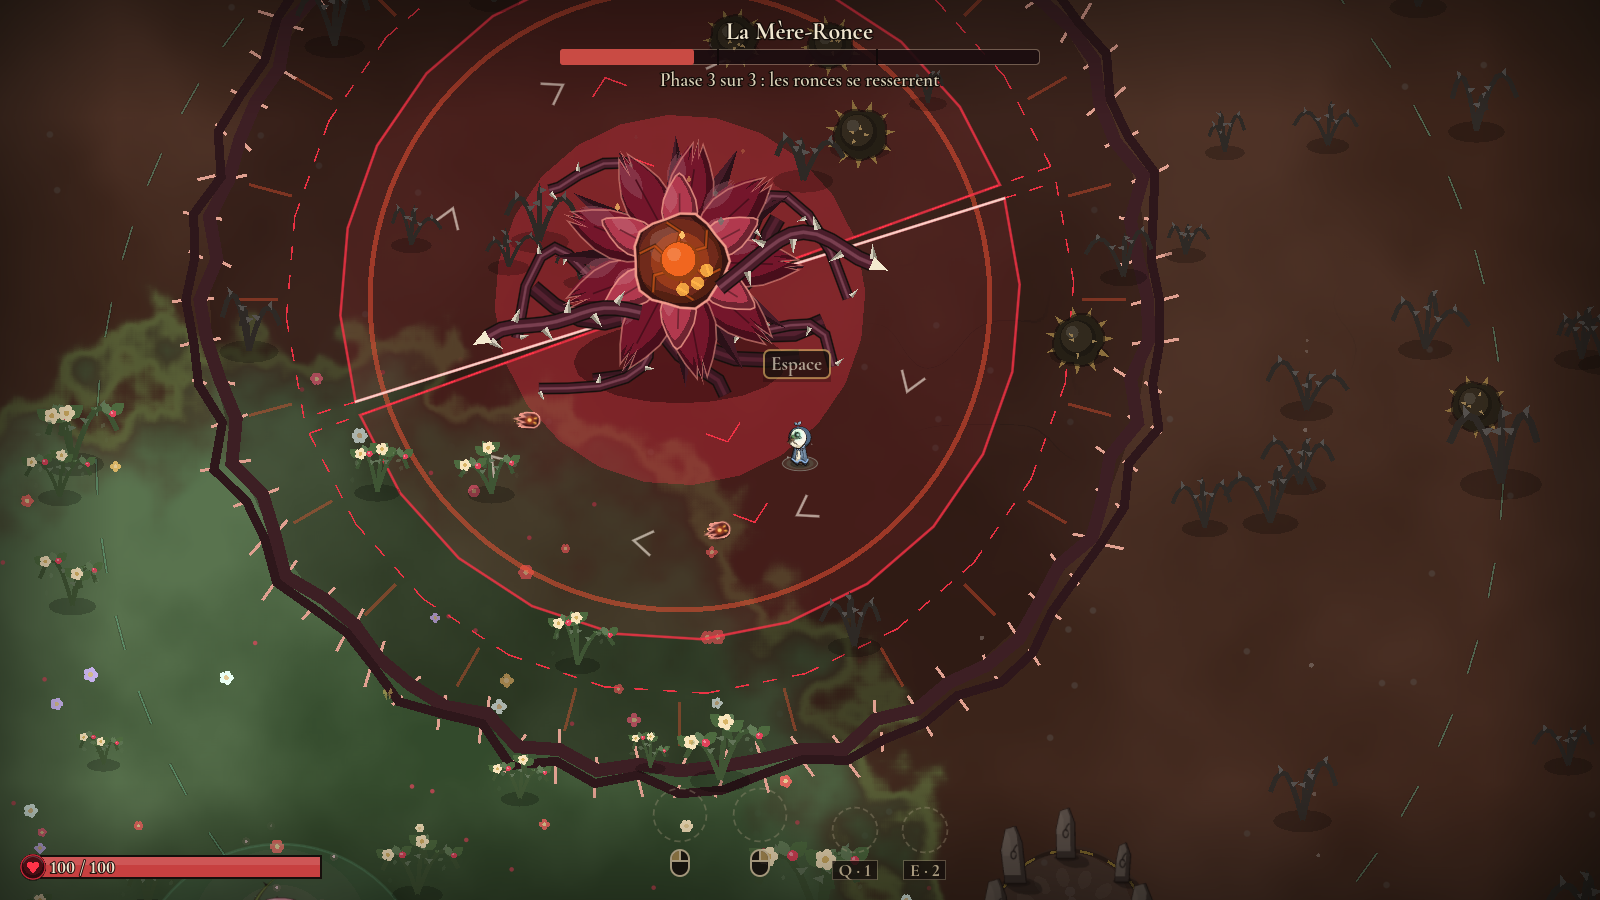 La Mère-Ronce
Phase 3 sur 3 : les ronces se resserrent
Espace
100 / 100
Q · 1
E · 2